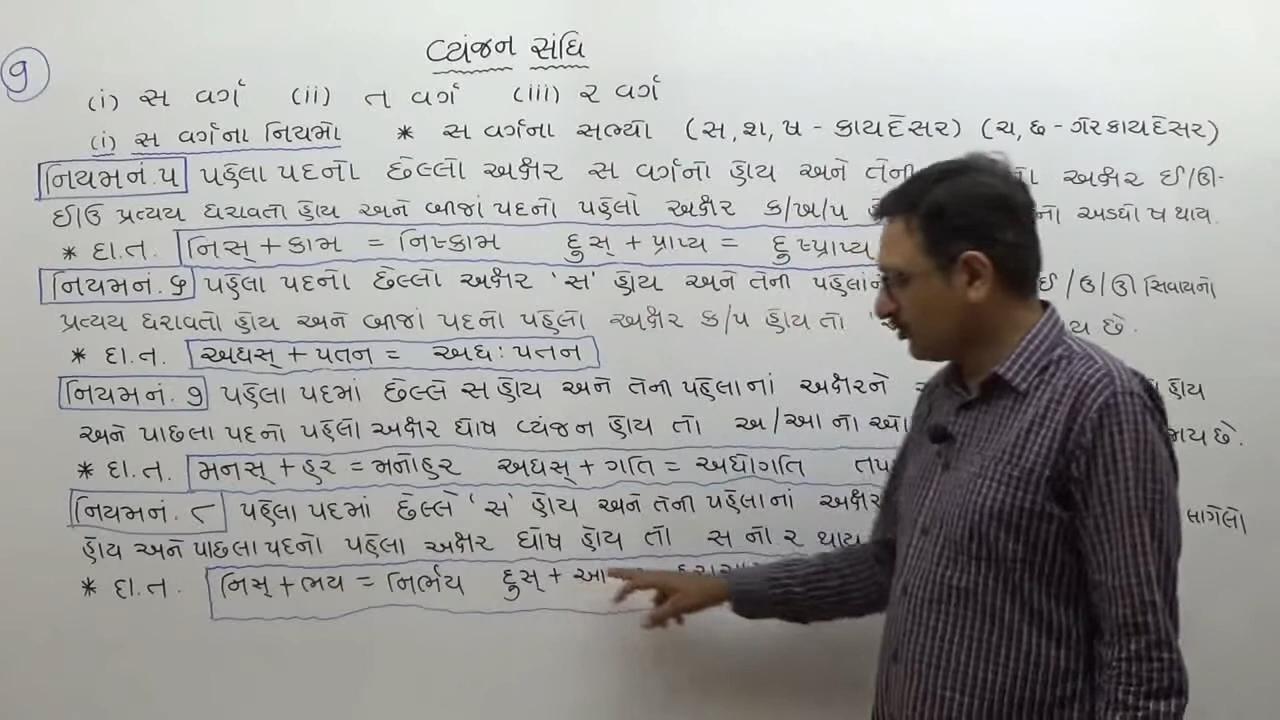 ૭
વ્યંજન સંધિ
(i) સ વર્ગ (ii) ત વર્ગ (iii) ર વર્ગ
(i) સ વર્ગના નિયમો * સ વર્ગના સભ્યો (સ, શ, ષ - કાયદેસર) (ચ, છ - ગેરકાયદેસર)
નિયમ નં. ૫ પહેલા પદનો છેલ્લો અક્ષર સ વર્ગનો હોય અને તેની અક્ષર ઈ/ઊ-
ઈ/ઉ પ્રત્યય ધરાવતો હોય અને બીજાં પદનો પહેલો અક્ષર ક/ખ/પ અડધો ષ થાય.
* દા.ત. નિસ્ + કામ = નિષ્કામ દુસ્ + પ્રાપ્ય = દુષ્પ્રાપ્ય
નિયમ નં. ૬ પહેલા પદનો છેલ્લો અક્ષર 'સ' હોય અને તેની પહેલાંનો ઈ/ઉ/ઊ સિવાયનો
પ્રત્યય ધરાવતો હોય અને બીજાં પદનો પહેલો અક્ષર ક/પ હોય તો છે.
* દા.ત. અધસ્ + પતન = અધઃપતન
નિયમ નં. ૭ પહેલા પદમાં છેલ્લે સ હોય અને તેની પહેલાનાં અક્ષરને હોય
અને પાછલા પદનો પહેલો અક્ષર ઘોષ વ્યંજન હોય તો અ/આ નો ઓ છે.
* દા.ત. મનસ્ + હર = મનોહર અધસ્ + ગતિ = અધોગતિ
નિયમ નં. ૮ પહેલા પદમાં છેલ્લે 'સ' હોય અને તેની પહેલાનાં અક્ષર લાગેલો
હોય અને પાછલા પદનો પહેલા અક્ષર ઘોષ હોય તો સ નો ર થાય
* દા.ત. નિસ્ + ભય = નિર્ભય દુસ્ +